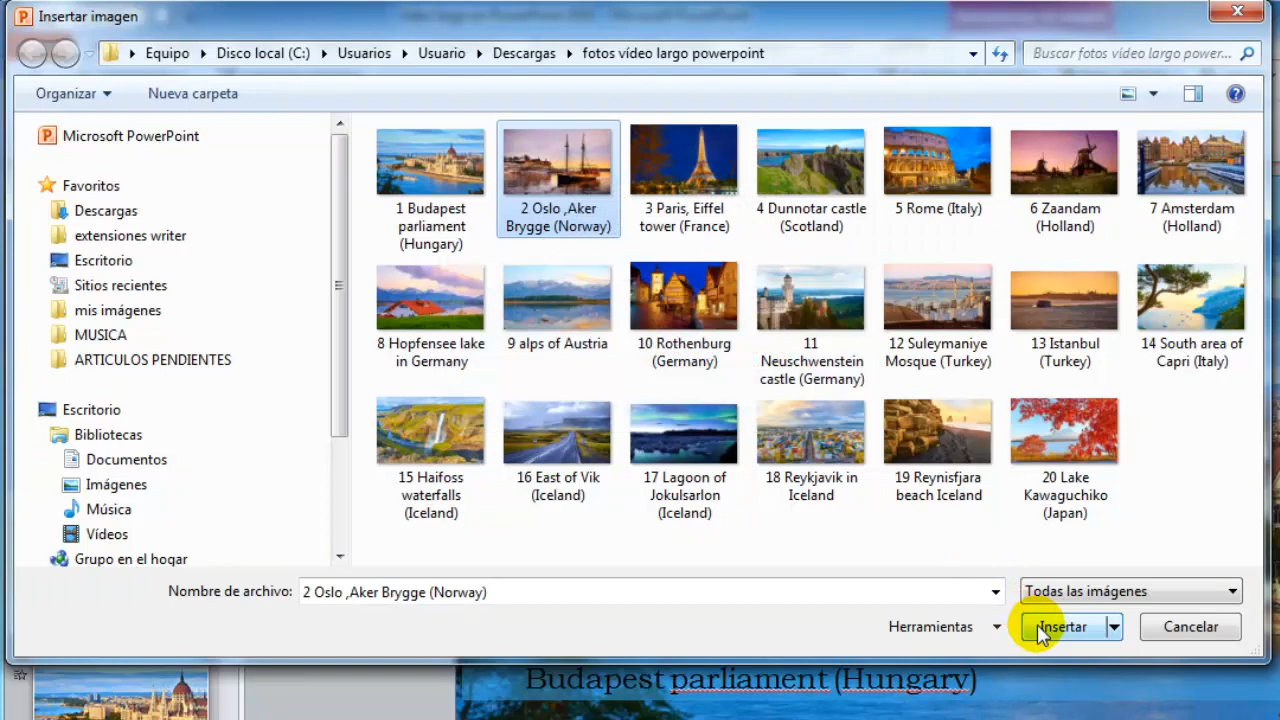 Insertar imagen
Equipo
Disco local (C:)
Usuarios
Usuario
Descargas
fotos vídeo largo powerpoint
Buscar fotos vídeo largo power...
Organizar
Nueva carpeta
Microsoft PowerPoint
Favoritos
Descargas
extensiones writer
Escritorio
Sitios recientes
mis imágenes
MUSICA
ARTICULOS PENDIENTES
Escritorio
Bibliotecas
Documentos
Imágenes
Música
Vídeos
Grupo en el hogar
1 Budapest
parliament
(Hungary)
2 Oslo ,Aker
Brygge (Norway)
3 Paris, Eiffel
tower (France)
4 Dunnotar castle
(Scotland)
5 Rome (Italy)
6 Zaandam
(Holland)
7 Amsterdam
(Holland)
8 Hopfensee lake
in Germany
9 alps of Austria
10 Rothenburg
(Germany)
11
Neuschwenstein
castle (Germany)
12 Suleymaniye
Mosque (Turkey)
13 Istanbul
(Turkey)
14 South area of
Capri (Italy)
15 Haifoss
waterfalls
(Iceland)
16 East of Vik
(Iceland)
17 Lagoon of
Jokulsarlon
(Iceland)
18 Reykjavik in
Iceland
19 Reynisfjara
beach Iceland
20 Lake
Kawaguchiko
(Japan)
Nombre de archivo:
2 Oslo ,Aker Brygge (Norway)
Todas las imágenes
Herramientas
Insertar
Cancelar
Budapest parliament (Hungary)